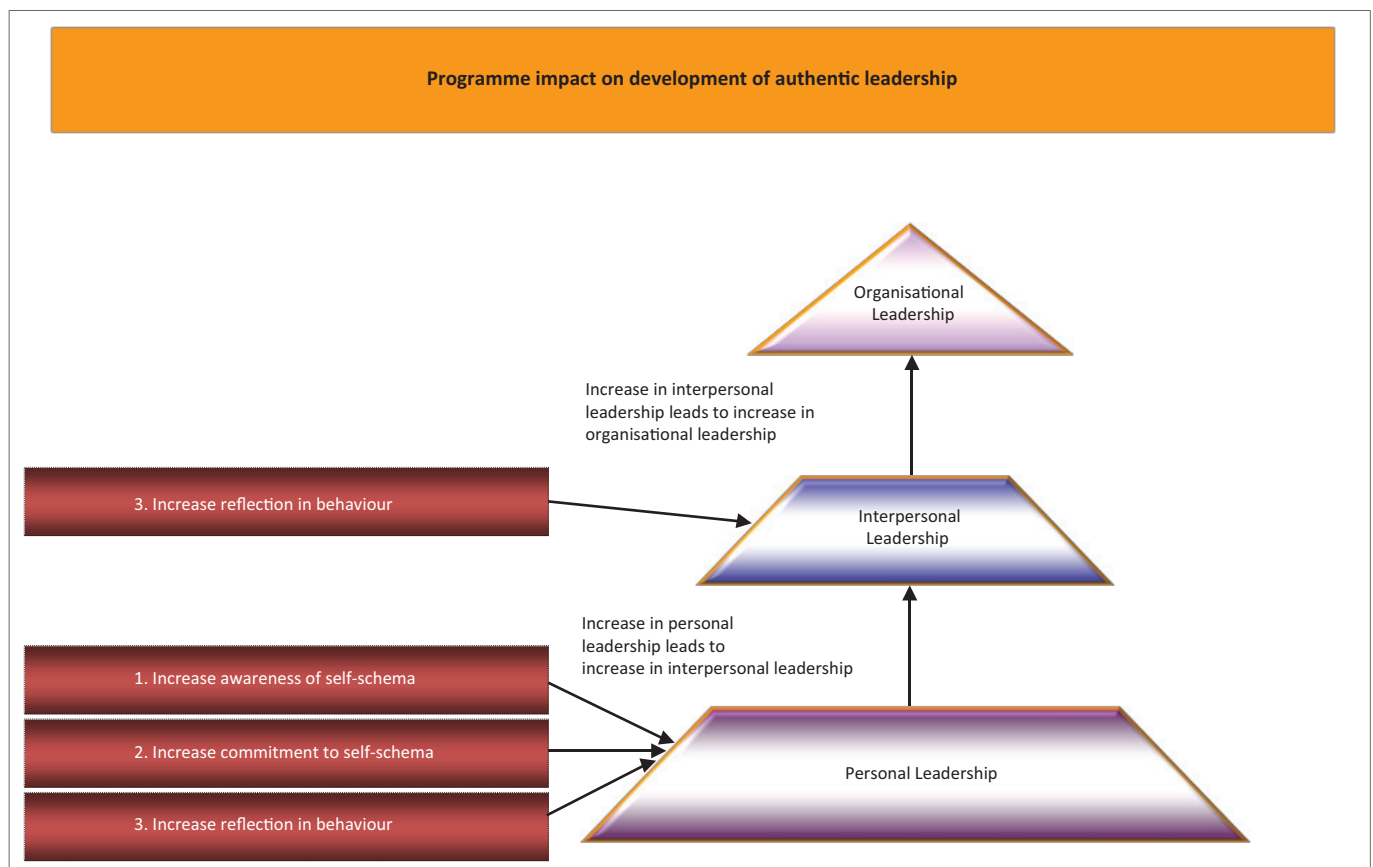 Programme impact on development of authentic leadership
Organisational
Leadership
Increase in interpersonal
leadership leads to increase in
organisational leadership
3. Increase reflection in behaviour
Interpersonal
Leadership
Increase in personal
leadership leads to
increase in interpersonal leadership
1. Increase awareness of self-schema
2. Increase commitment to self-schema
3. Increase reflection in behaviour
Personal Leadership